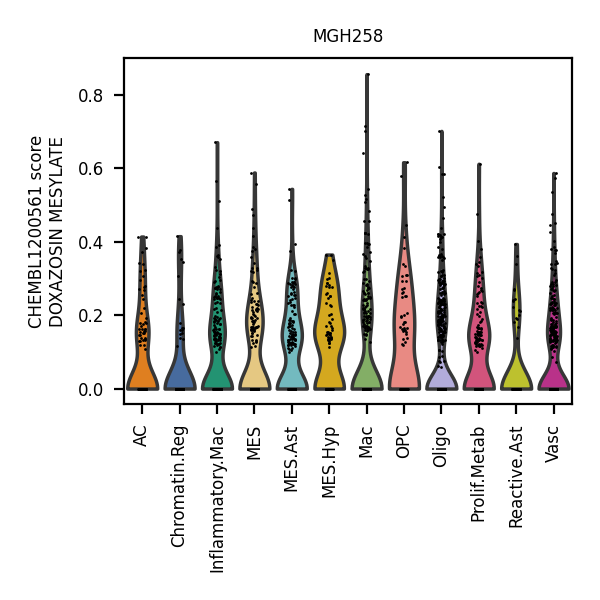 MGH258
CHEMBL1200561 score
DOXAZOSIN MESYLATE
0.8
0.6
0.4
0.2
0.0
AC
Chromatin.Reg
Inflammatory.Mac
MES
MES.Ast
MES.Hyp
Mac
OPC
Oligo
Prolif.Metab
Reactive.Ast
Vasc